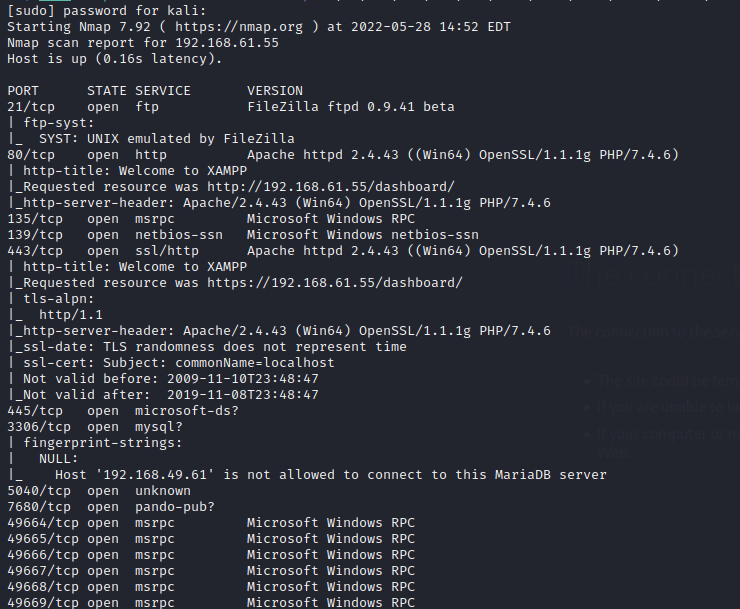 [sudo] password for kali:
Starting Nmap 7.92 ( https://nmap.org ) at 2022-05-28 14:52 EDT
Nmap scan report for 192.168.61.55
Host is up (0.16s latency).
PORT      STATE SERVICE       VERSION
21/tcp    open  ftp           FileZilla ftpd 0.9.41 beta
| ftp-syst:
|_  SYST: UNIX emulated by FileZilla
80/tcp    open  http          Apache httpd 2.4.43 ((Win64) OpenSSL/1.1.1g PHP/7.4.6)
| http-title: Welcome to XAMPP
|_Requested resource was http://192.168.61.55/dashboard/
|_http-server-header: Apache/2.4.43 (Win64) OpenSSL/1.1.1g PHP/7.4.6
135/tcp   open  msrpc         Microsoft Windows RPC
139/tcp   open  netbios-ssn   Microsoft Windows netbios-ssn
443/tcp   open  ssl/http      Apache httpd 2.4.43 ((Win64) OpenSSL/1.1.1g PHP/7.4.6)
| http-title: Welcome to XAMPP
|_Requested resource was https://192.168.61.55/dashboard/
| tls-alpn:
|_  http/1.1
|_http-server-header: Apache/2.4.43 (Win64) OpenSSL/1.1.1g PHP/7.4.6
|_ssl-date: TLS randomness does not represent time
| ssl-cert: Subject: commonName=localhost
| Not valid before: 2009-11-10T23:48:47
|_Not valid after:  2019-11-08T23:48:47
445/tcp   open  microsoft-ds?
3306/tcp  open  mysql?
| fingerprint-strings:
|   NULL:
|_    Host '192.168.49.61' is not allowed to connect to this MariaDB server
5040/tcp  open  unknown
7680/tcp  open  pando-pub?
49664/tcp open  msrpc         Microsoft Windows RPC
49665/tcp open  msrpc         Microsoft Windows RPC
49666/tcp open  msrpc         Microsoft Windows RPC
49667/tcp open  msrpc         Microsoft Windows RPC
49668/tcp open  msrpc         Microsoft Windows RPC
49669/tcp open  msrpc         Microsoft Windows RPC